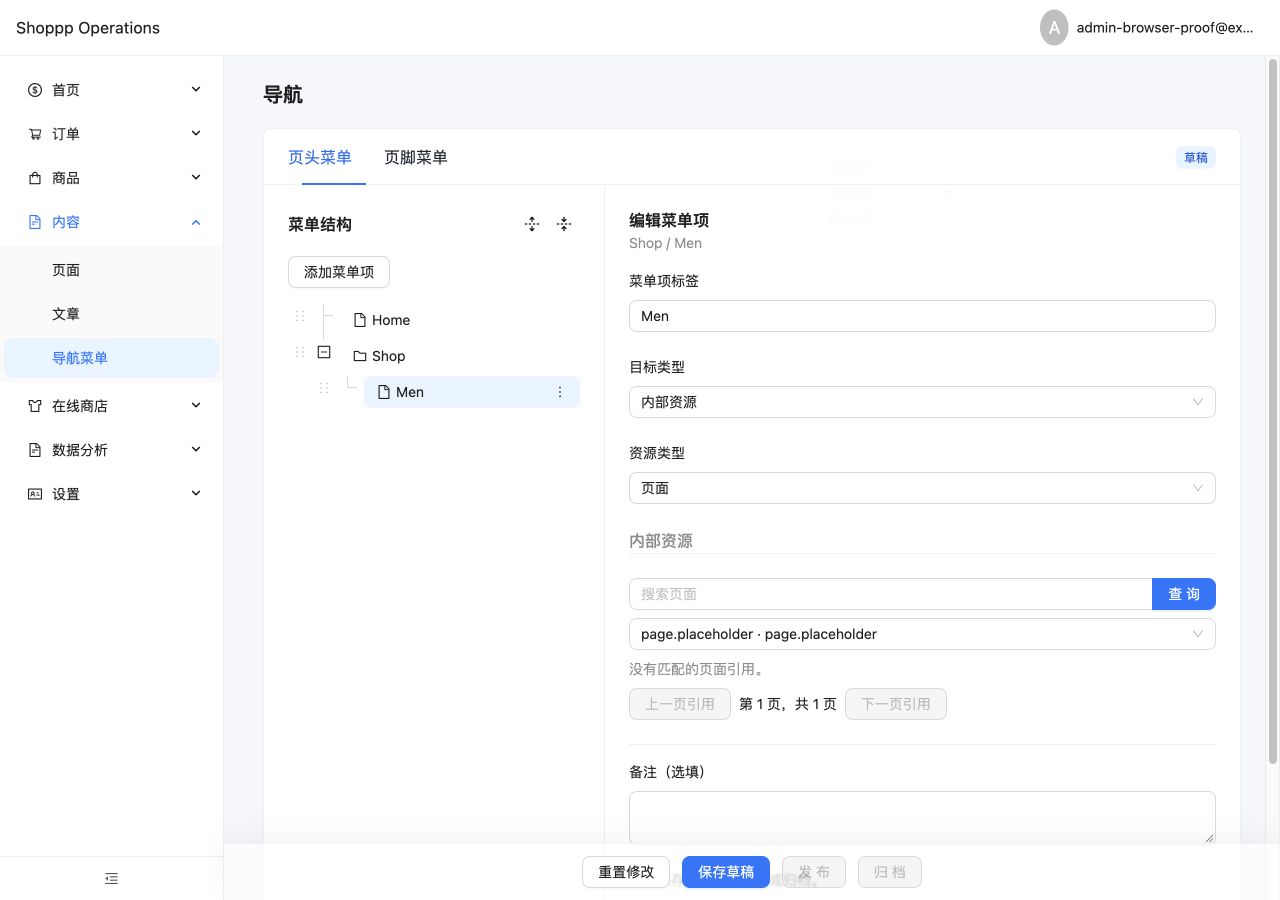 Shoppp Operations
A admin-browser-proof@ex...
首页
订单
商品
内容
页面
文章
导航菜单
在线商店
数据分析
设置
导航
页头菜单 页脚菜单 草稿
菜单结构
添加菜单项
Home
Shop
Men
编辑菜单项
Shop / Men
菜单项标签
Men
目标类型
内部资源
资源类型
页面
内部资源
搜索页面 查 询
page.placeholder · page.placeholder
没有匹配的页面引用。
上一页引用 第 1 页，共 1 页 下一页引用
备注（选填）
重置修改 保存草稿 发 布 归 档